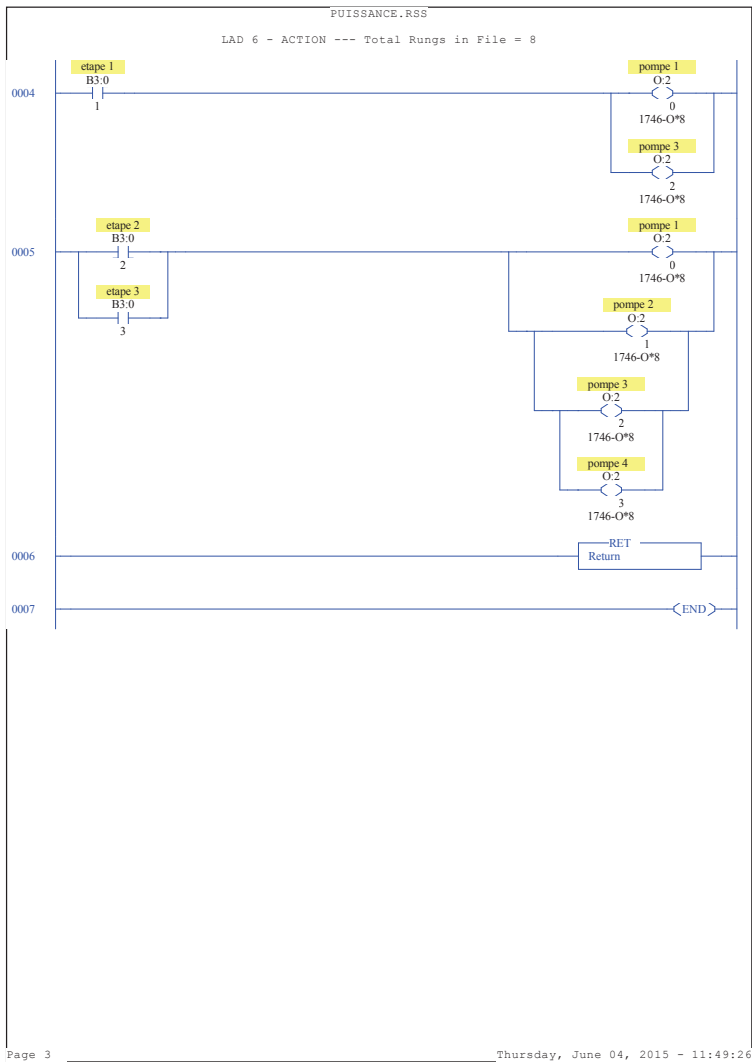 PUISSANCE.RSS
LAD 6 - ACTION --- Total Rungs in File = 8
etape 1
B3:0
1
0004
pompe 1
O:2
0
1746-O*8
pompe 3
O:2
2
1746-O*8
etape 2
B3:0
2
0005
etape 3
B3:0
3
pompe 1
O:2
0
1746-O*8
pompe 2
O:2
1
1746-O*8
pompe 3
O:2
2
1746-O*8
pompe 4
O:2
3
1746-O*8
0006
RET
Return
0007
END
Page 3
Thursday, June 04, 2015 - 11:49:26